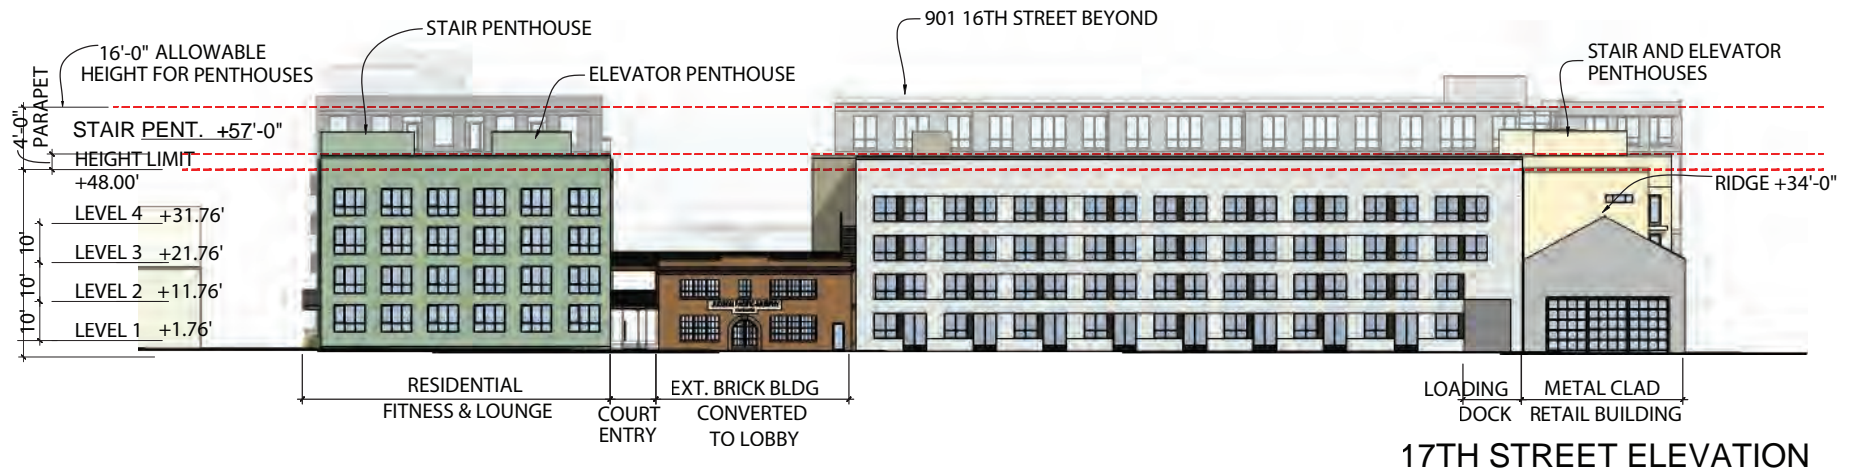 901 16TH STREET BEYOND
STAIR PENTHOUSE
16'-0" ALLOWABLE
HEIGHT FOR PENTHOUSES
ELEVATOR PENTHOUSE
STAIR AND ELEVATOR
PENTHOUSES
4'-0"
PARAPET
STAIR PENT. +57'-0"
HEIGHT LIMIT
+48.00'
RIDGE +34'-0"
LEVEL 4 +31.76'
LEVEL 3 +21.76'
LEVEL 2 +11.76'
LEVEL 1 +1.76'
10'
10'
10'
RESIDENTIAL
FITNESS & LOUNGE
COURT
ENTRY
EXT. BRICK BLDG
CONVERTED
TO LOBBY
LOADING
DOCK
METAL CLAD
RETAIL BUILDING
17TH STREET ELEVATION